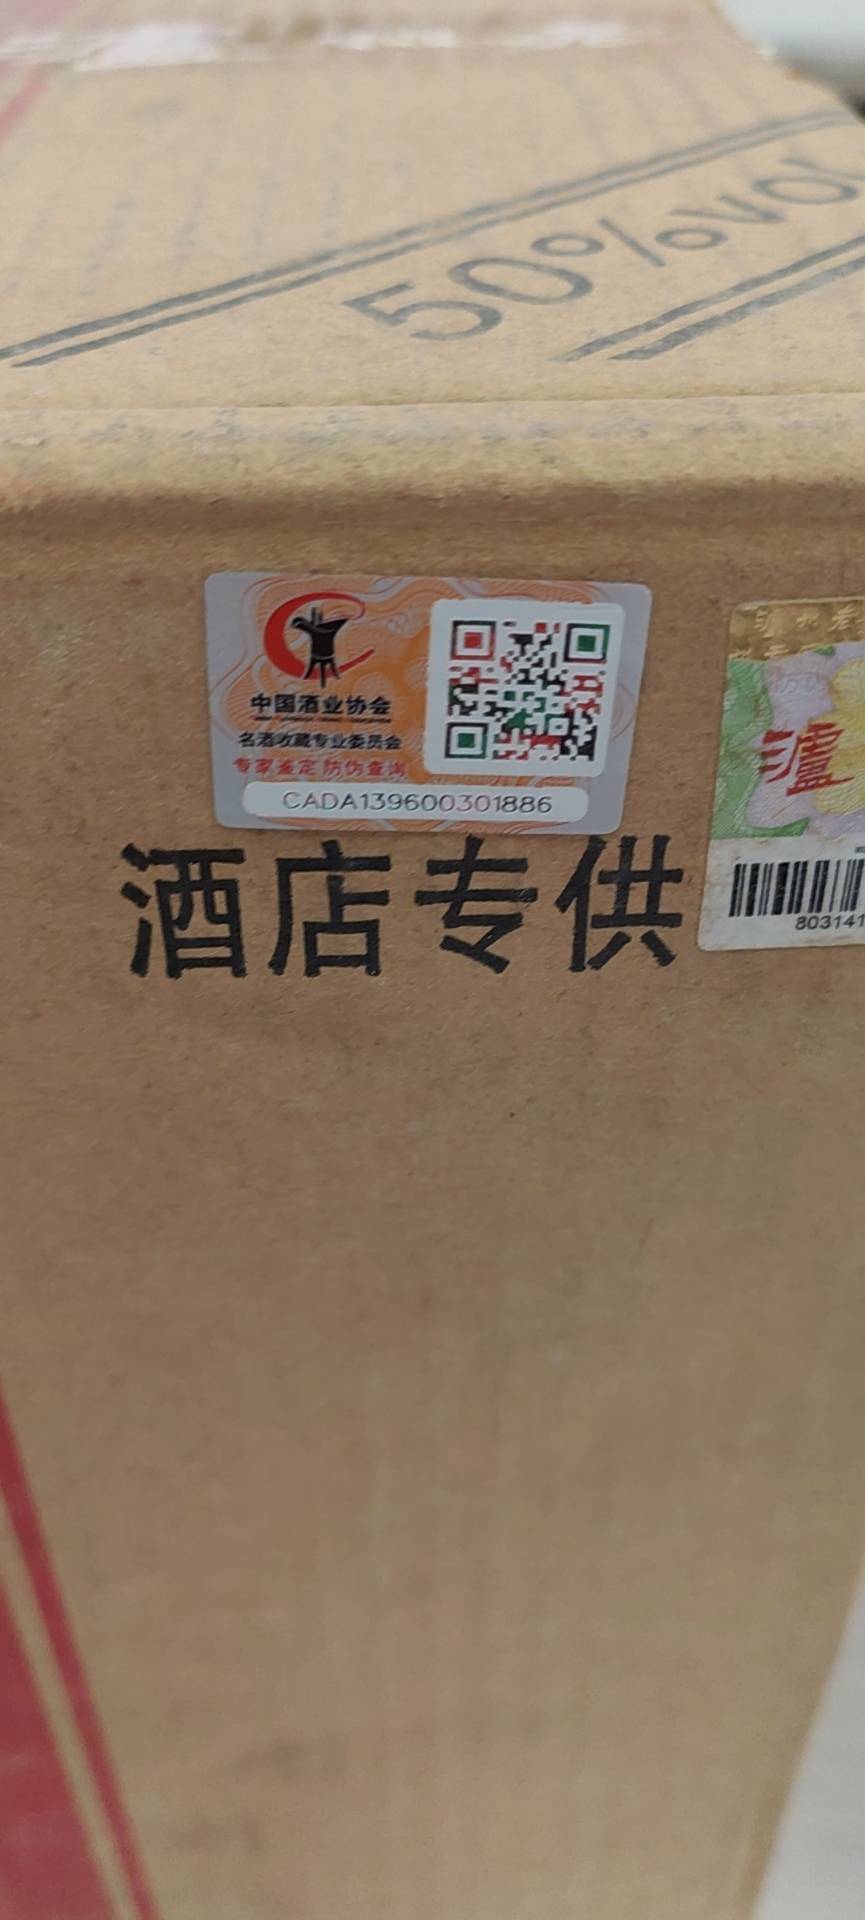 50%vol
中国酒业协会
名酒收藏专业委员会
专家鉴定 防伪查询
CADA139600301886
酒店专供
泸
803141